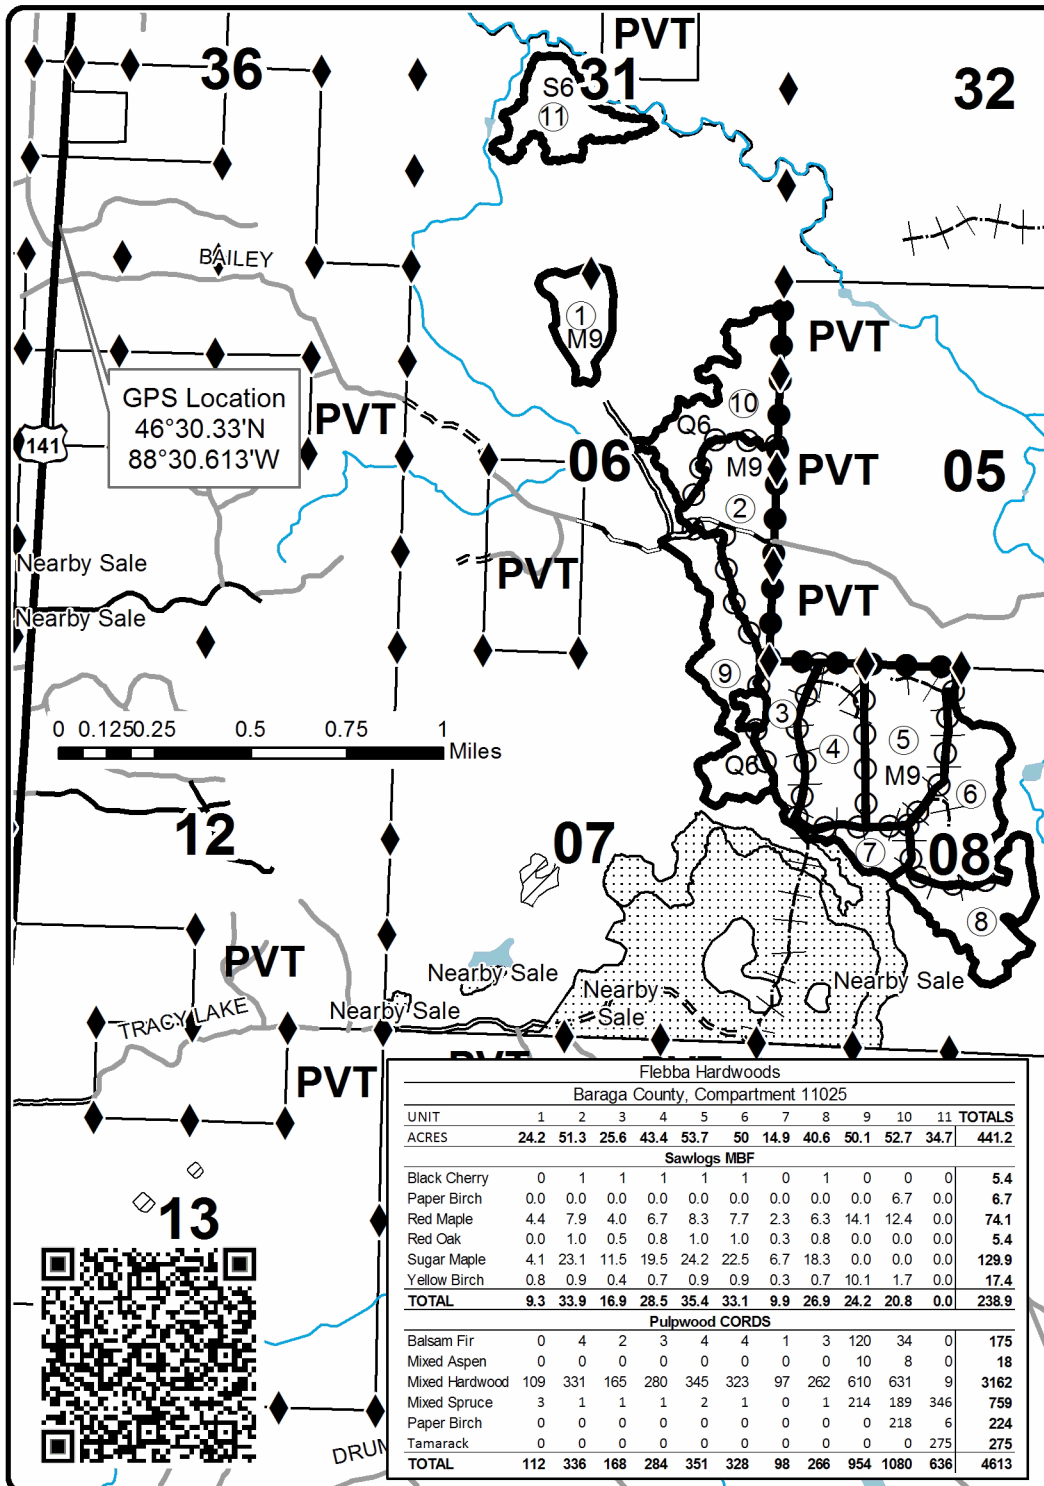 PVT
36
31
32
S6
11
BAILEY
1
M9
PVT
GPS Location
46°30.33'N
88°30.613'W
PVT
141
10
Q6
06
M9
PVT
05
2
Nearby Sale
PVT
PVT
Nearby Sale
9
3
4
5
M9
6
Q6
0 0.125 0.25 0.5 0.75 1
Miles
12
07
7
08
8
PVT
Nearby Sale
Nearby Sale
Nearby
Sale
Nearby Sale
TRACY LAKE
PVT
PVT
PVT
13
DRUM
Flebba Hardwoods
Baraga County, Compartment 11025
UNIT 1 2 3 4 5 6 7 8 9 10 11 TOTALS
ACRES 24.2 51.3 25.6 43.4 53.7 50 14.9 40.6 50.1 52.7 34.7 441.2
Sawlogs MBF
Black Cherry 0 1 1 1 1 1 0 1 0 0 0 5.4
Paper Birch 0.0 0.0 0.0 0.0 0.0 0.0 0.0 0.0 0.0 6.7 0.0 6.7
Red Maple 4.4 7.9 4.0 6.7 8.3 7.7 2.3 6.3 14.1 12.4 0.0 74.1
Red Oak 0.0 1.0 0.5 0.8 1.0 1.0 0.3 0.8 0.0 0.0 0.0 5.4
Sugar Maple 4.1 23.1 11.5 19.5 24.2 22.5 6.7 18.3 0.0 0.0 0.0 129.9
Yellow Birch 0.8 0.9 0.4 0.7 0.9 0.9 0.3 0.7 10.1 1.7 0.0 17.4
TOTAL 9.3 33.9 16.9 28.5 35.4 33.1 9.9 26.9 24.2 20.8 0.0 238.9
Pulpwood CORDS
Balsam Fir 0 4 2 3 4 4 1 3 120 34 0 175
Mixed Aspen 0 0 0 0 0 0 0 0 10 8 0 18
Mixed Hardwood 109 331 165 280 345 323 97 262 610 631 9 3162
Mixed Spruce 3 1 1 1 2 1 0 1 214 189 346 759
Paper Birch 0 0 0 0 0 0 0 0 0 218 6 224
Tamarack 0 0 0 0 0 0 0 0 0 0 275 275
TOTAL 112 336 168 284 351 328 98 266 954 1080 636 4613